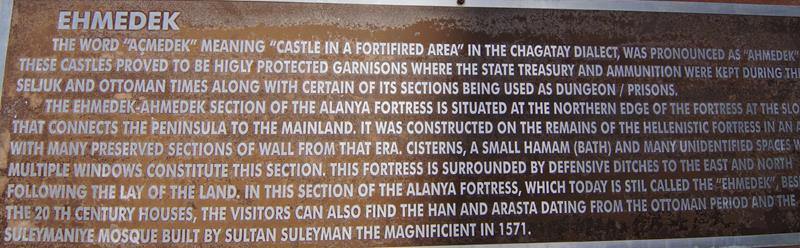 EHMEDEK
THE WORD "AÇMEDEK" MEANING "CASTLE IN A FORTIFIRED AREA" IN THE CHAGATAY DIALECT, WAS PRONOUNCED AS "AHMEDEK"
THESE CASTLES PROVED TO BE HIGLY PROTECTED GARNISONS WHERE THE STATE TREASURY AND AMMUNITION WERE KEPT DURING THE
SELJUK AND OTTOMAN TIMES ALONG WITH CERTAIN OF ITS SECTIONS BEING USED AS DUNGEON / PRISONS.
THE EHMEDEK-AHMEDEK SECTION OF THE ALANYA FORTRESS IS SITUATED AT THE NORTHERN EDGE OF THE FORTRESS AT THE SLO
THAT CONNECTS THE PENINSULA TO THE MAINLAND. IT WAS CONSTRUCTED ON THE REMAINS OF THE HELLENISTIC FORTRESS IN AN A
WITH MANY PRESERVED SECTIONS OF WALL FROM THAT ERA. CISTERNS, A SMALL HAMAM (BATH) AND MANY UNIDENTIFIED SPACES W
MULTIPLE WINDOWS CONSTITUTE THIS SECTION. THIS FORTRESS IS SURROUNDED BY DEFENSIVE DITCHES TO THE EAST AND NORTH
FOLLOWING THE LAY OF THE LAND. IN THIS SECTION OF THE ALANYA FORTRESS, WHICH TODAY IS STIL CALLED THE "EHMEDEK", BESI
THE 20 TH CENTURY HOUSES, THE VISITORS CAN ALSO FIND THE HAN AND ARASTA DATING FROM THE OTTOMAN PERIOD AND THE
SULEYMANIYE MOSQUE BUILT BY SULTAN SULEYMAN THE MAGNIFICIENT IN 1571.